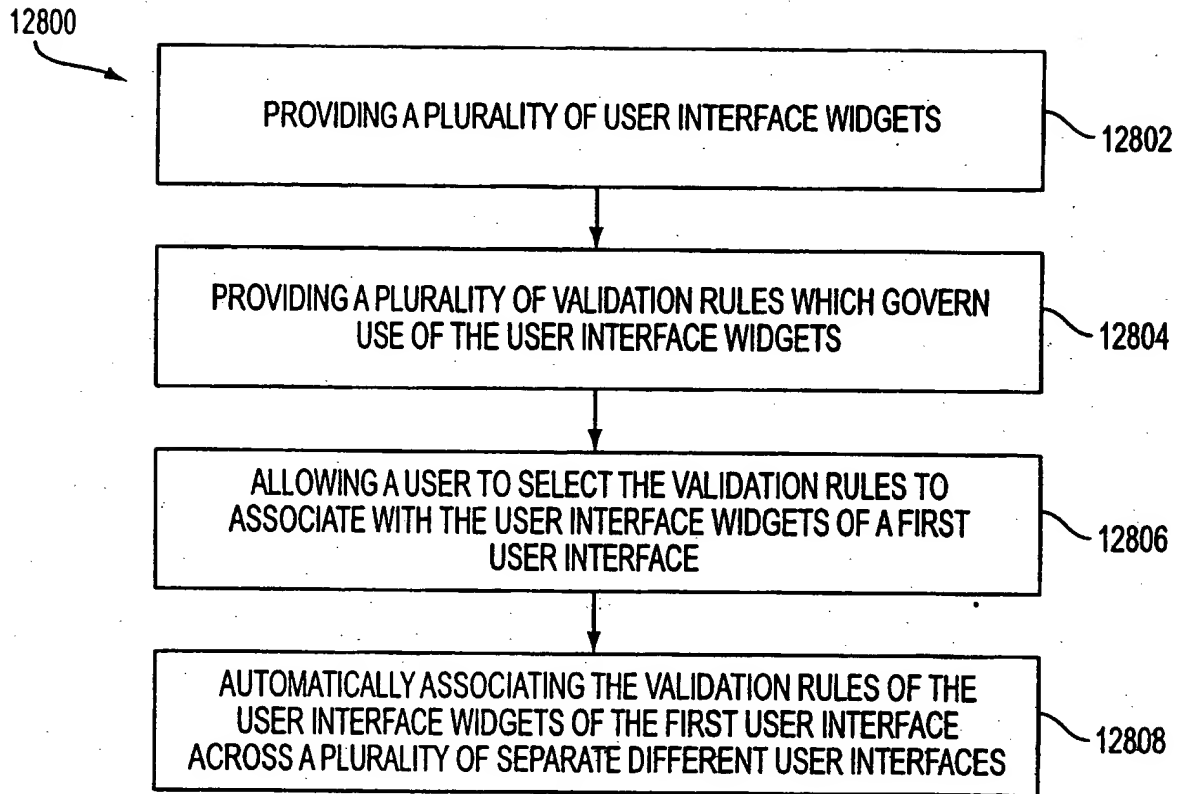 12800
PROVIDING A PLURALITY OF USER INTERFACE WIDGETS
12802
PROVIDING A PLURALITY OF VALIDATION RULES WHICH GOVERN
USE OF THE USER INTERFACE WIDGETS
12804
ALLOWING A USER TO SELECT THE VALIDATION RULES TO
ASSOCIATE WITH THE USER INTERFACE WIDGETS OF A FIRST
USER INTERFACE
12806
AUTOMATICALLY ASSOCIATING THE VALIDATION RULES OF THE
USER INTERFACE WIDGETS OF THE FIRST USER INTERFACE
ACROSS A PLURALITY OF SEPARATE DIFFERENT USER INTERFACES
12808